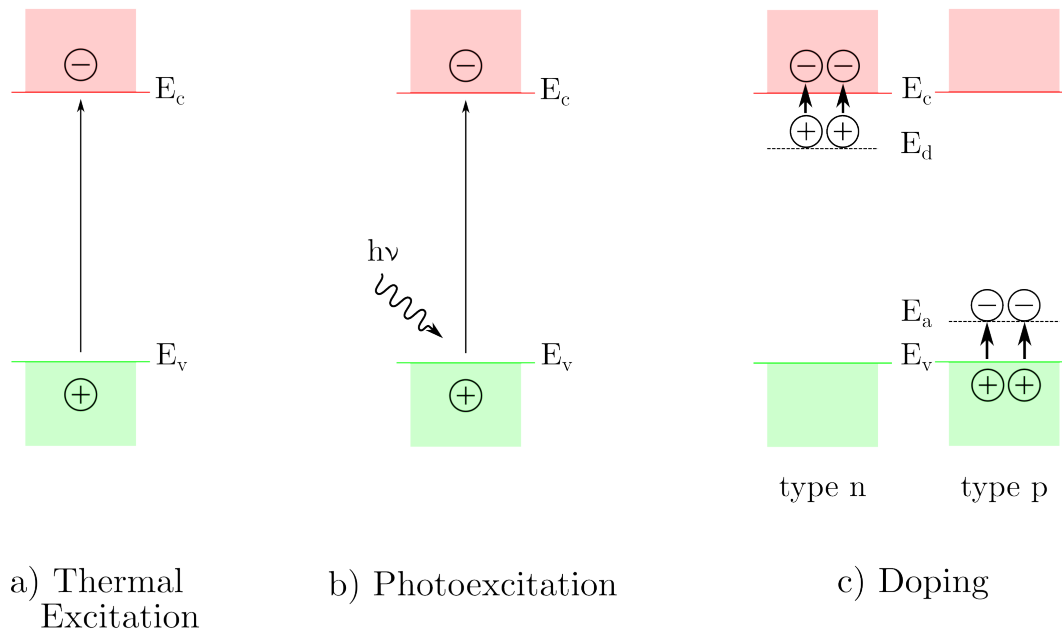 E_c
E_v
a) Thermal
Excitation
E_c
hν
E_v
b) Photoexcitation
E_c
E_d
E_a
E_v
type n
type p
c) Doping